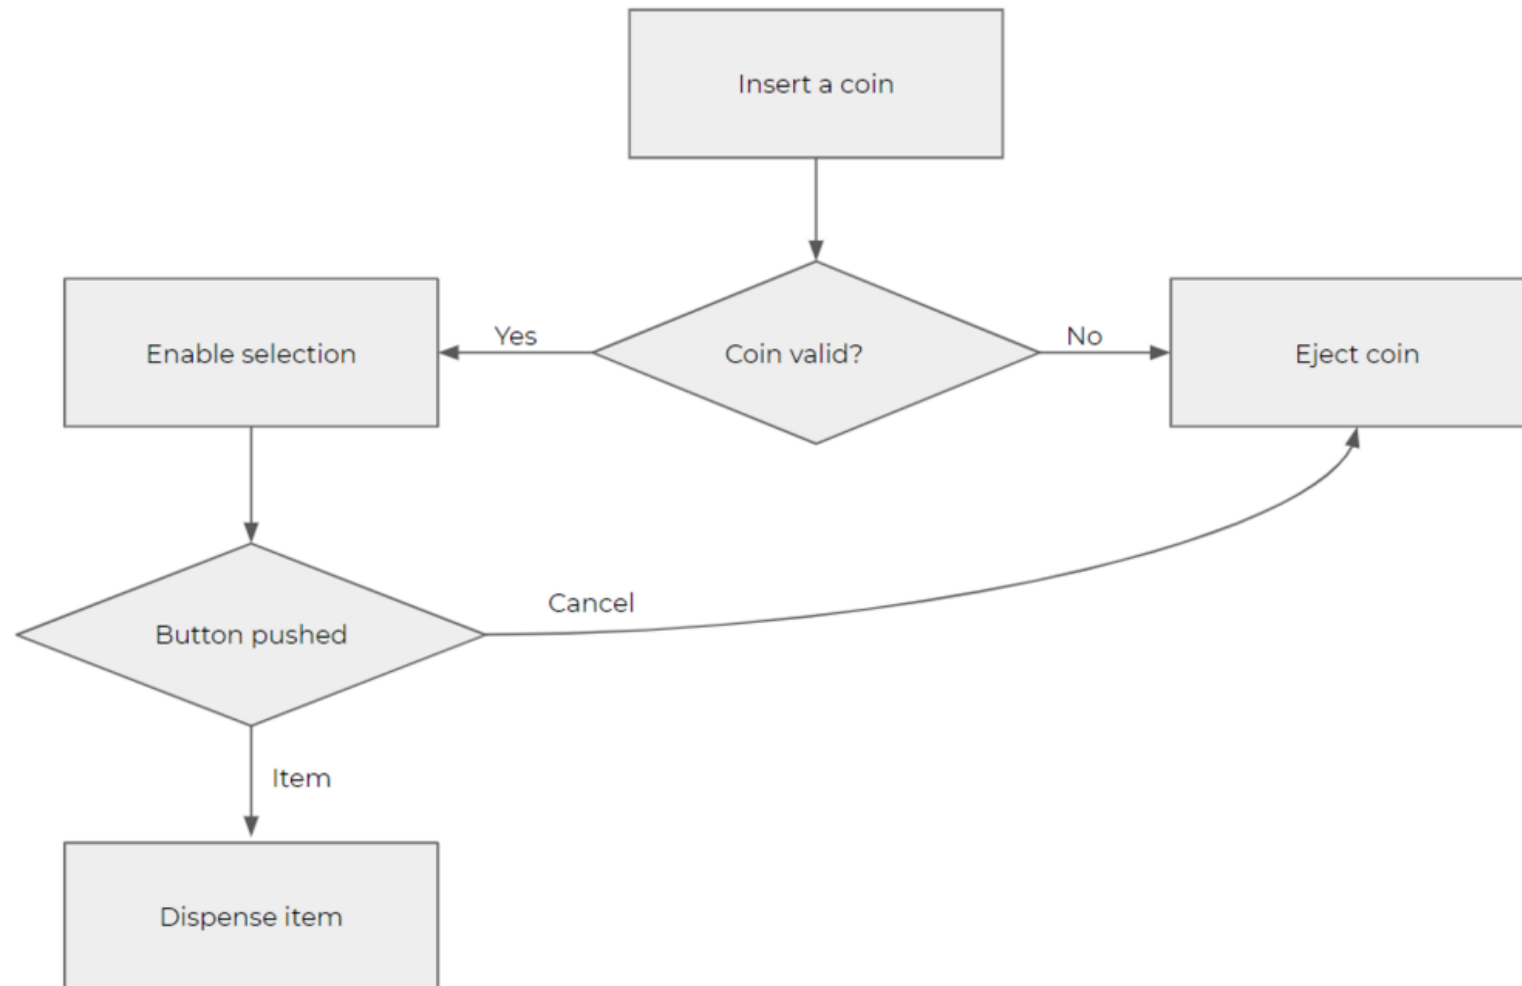 Insert a coin
Enable selection
Yes
Coin valid?
No
Eject coin
Button pushed
Cancel
Item
Dispense item